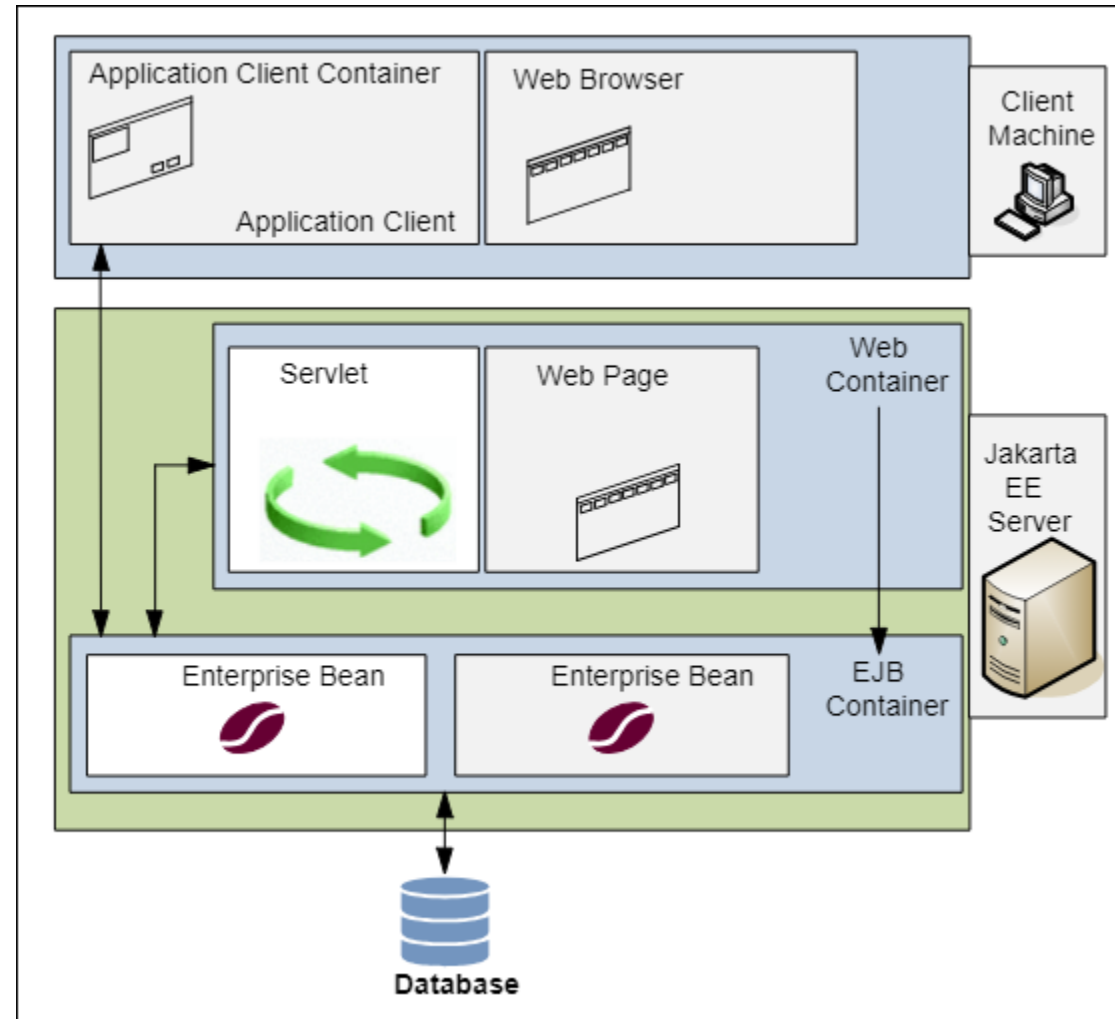 Application Client Container
Application Client
Web Browser
Client
Machine
Servlet
Web Page
Web
Container
Jakarta
EE
Server
Enterprise Bean
Enterprise Bean
EJB
Container
Database